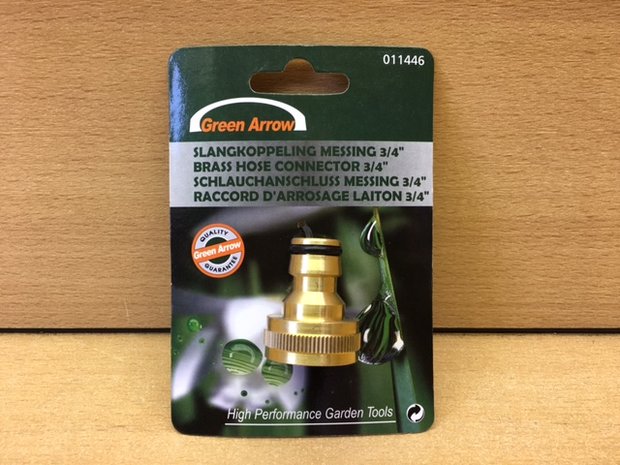 011446
Green Arrow
SLANGKOPPELING MESSING 3/4"
BRASS HOSE CONNECTOR 3/4"
SCHLAUCHANSCHLUSS MESSING 3/4"
RACCORD D'ARROSAGE LAITON 3/4"
QUALITY
Green Arrow
GUARANTEE
High Performance Garden Tools